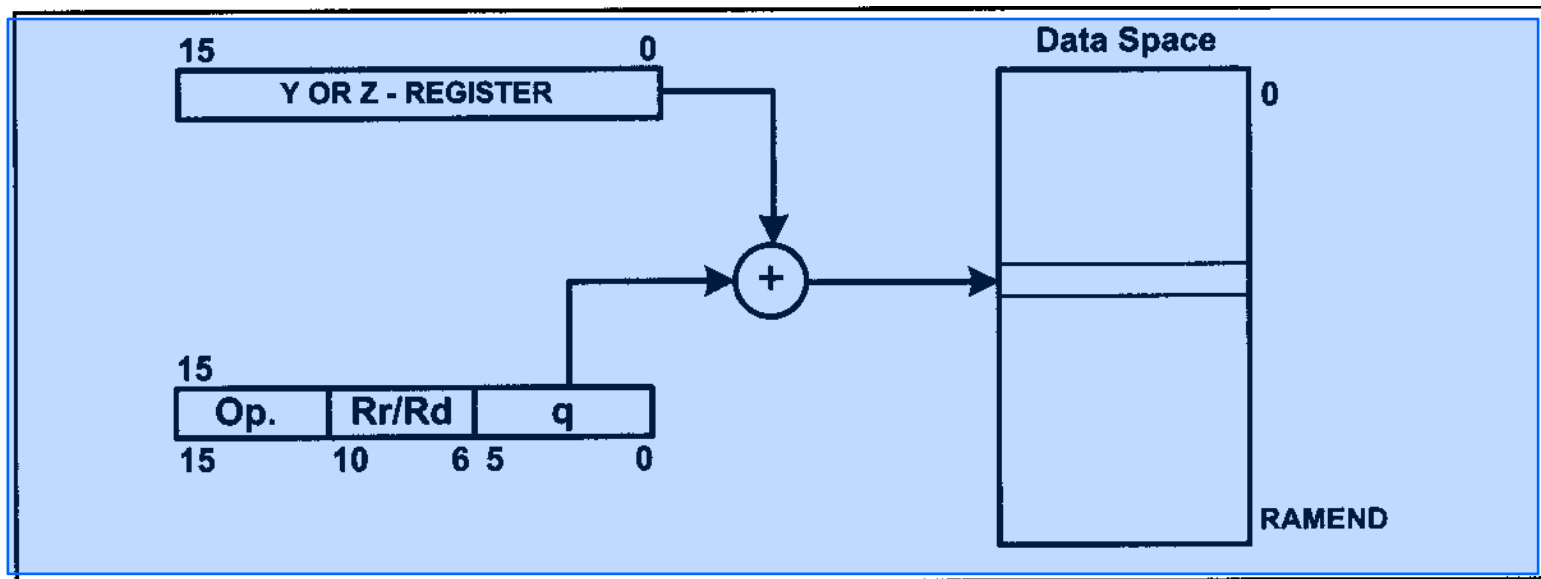 15 0
Y OR Z - REGISTER
Data Space
0
+
15
Op. Rr/Rd q
15 10 6 5 0
RAMEND